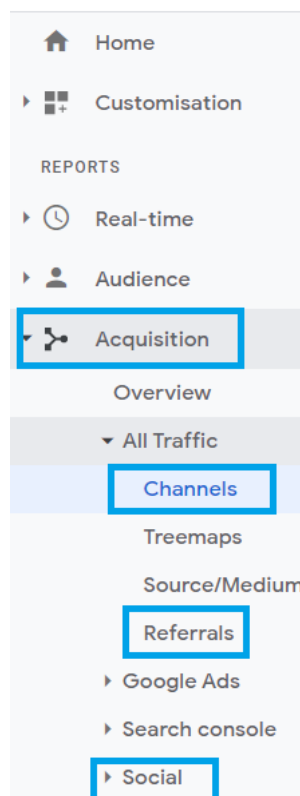 Home
Customisation
REPORTS
Real-time
Audience
Acquisition
Overview
All Traffic
Channels
Treemaps
Source/Medium
Referrals
Google Ads
Search console
Social